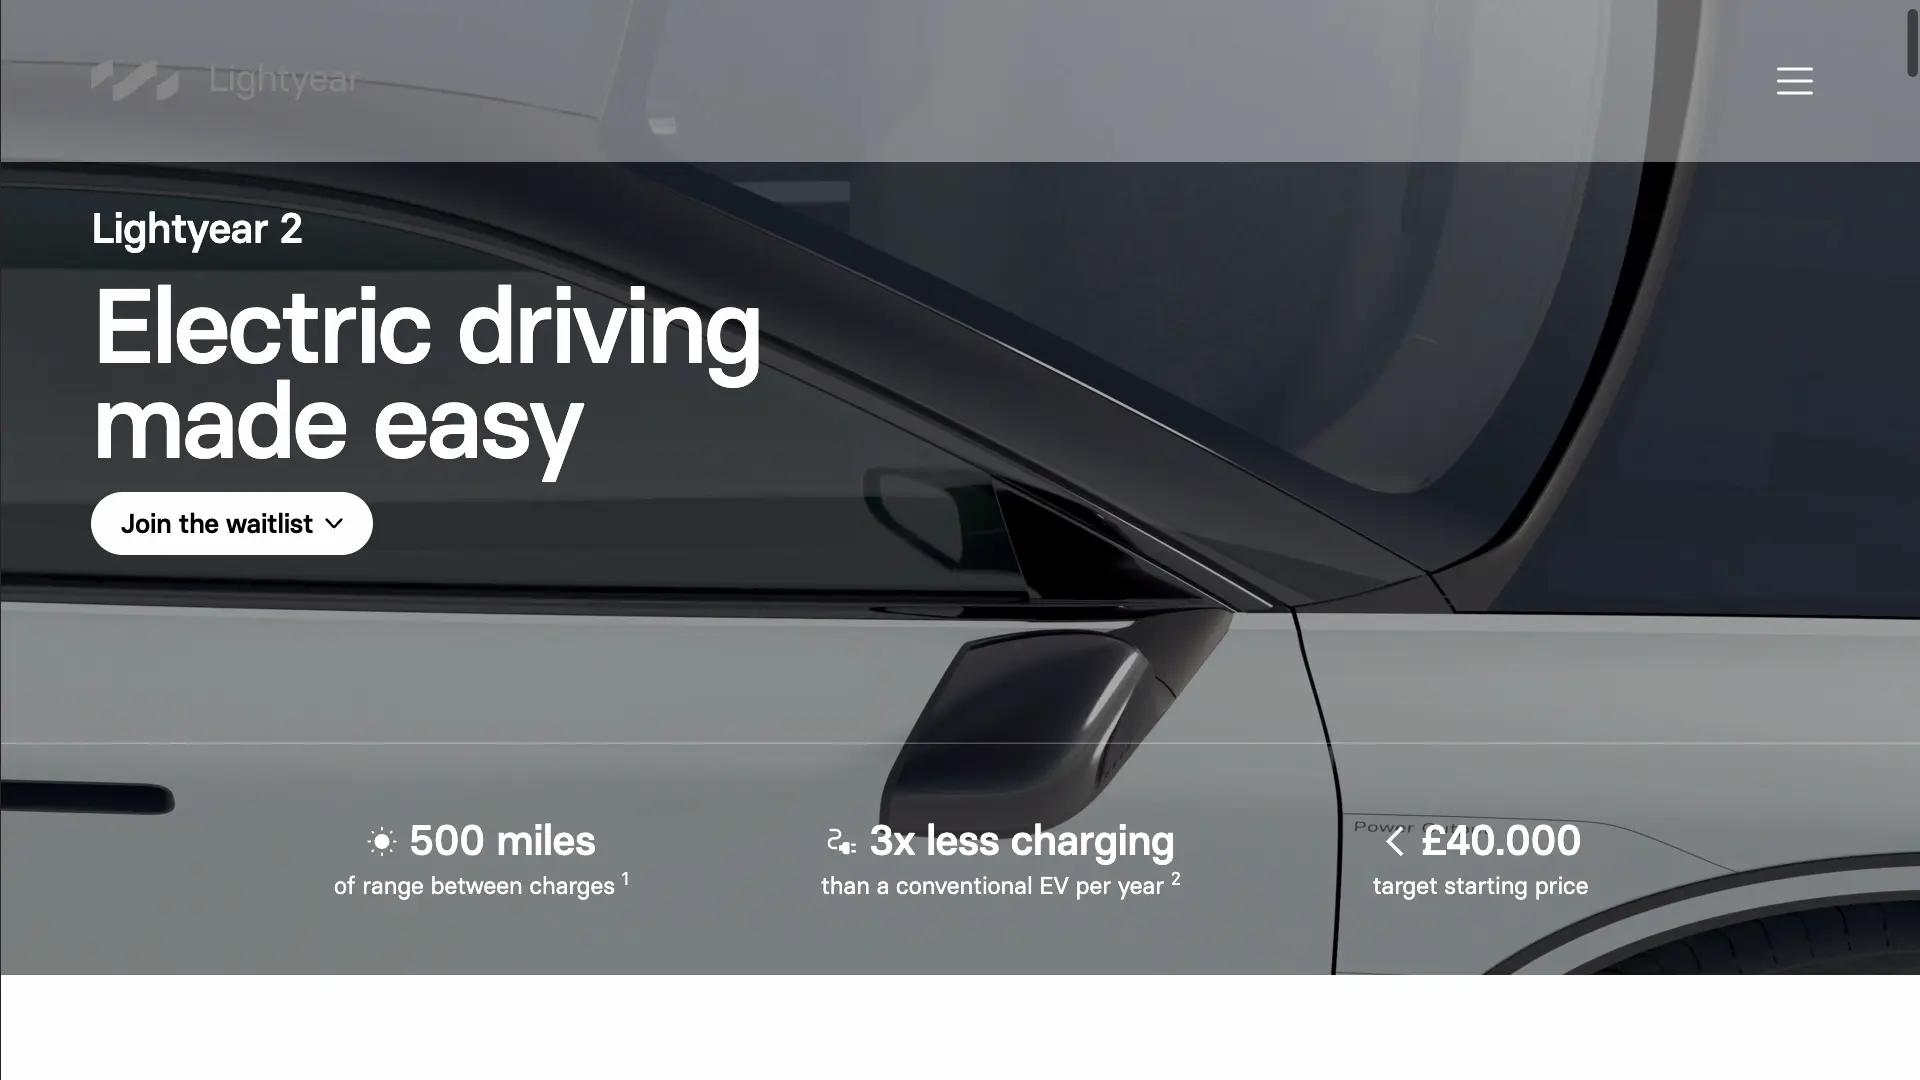 Lightyear
Lightyear 2
Electric driving
made easy
Join the waitlist
500 miles
of range between charges 1
3x less charging
than a conventional EV per year 2
Power
< £40.000
target starting price